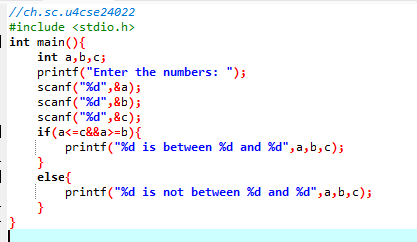 //ch.sc.u4cse24022
#include <stdio.h>
int main(){
    int a,b,c;
    printf("Enter the numbers: ");
    scanf("%d",&a);
    scanf("%d",&b);
    scanf("%d",&c);
    if(a<=c&&a>=b){
        printf("%d is between %d and %d",a,b,c);
    }
    else{
        printf("%d is not between %d and %d",a,b,c);
    }
}